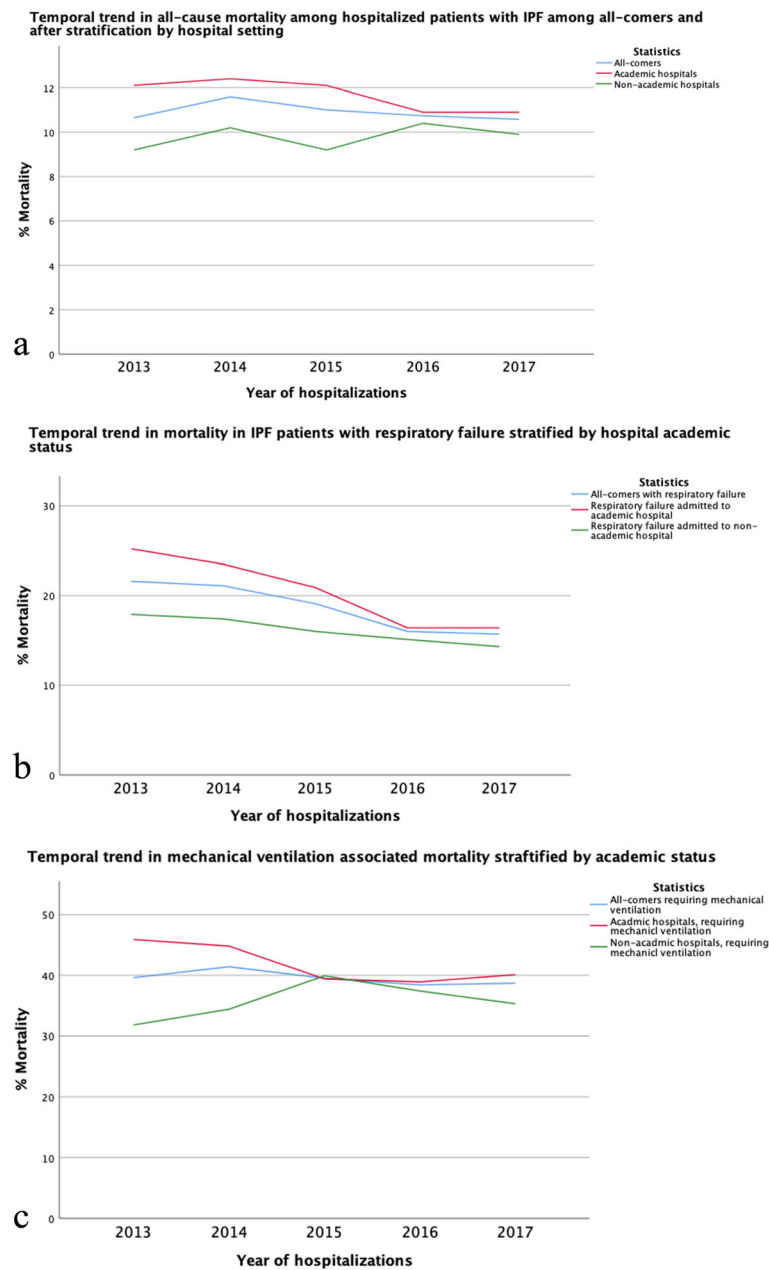 Temporal trend in all-cause mortality among hospitalized patients with IPF among all-comers and
after stratification by hospital setting
Statistics
All-comers
Academic hospitals
Non-academic hospitals
% Mortality
12
10
8
6
4
2
0
a
2013 2014 2015 2016 2017
Year of hospitalizations
Temporal trend in mortality in IPF patients with respiratory failure stratified by hospital academic
status
Statistics
All-comers with respiratory failure
Respiratory failure admitted to
academic hospital
Respiratory failure admitted to non-
academic hospital
% Mortality
30
20
10
0
b
2013 2014 2015 2016 2017
Year of hospitalizations
Temporal trend in mechanical ventilation associated mortality straftified by academic status
Statistics
All-comers requiring mechanical
ventilation
Acadmic hospitals, requiring
mechanicl ventilation
Non-acadmic hospitals, requiring
mechanicl ventilation
% Mortality
50
40
30
20
10
0
c
2013 2014 2015 2016 2017
Year of hospitalizations